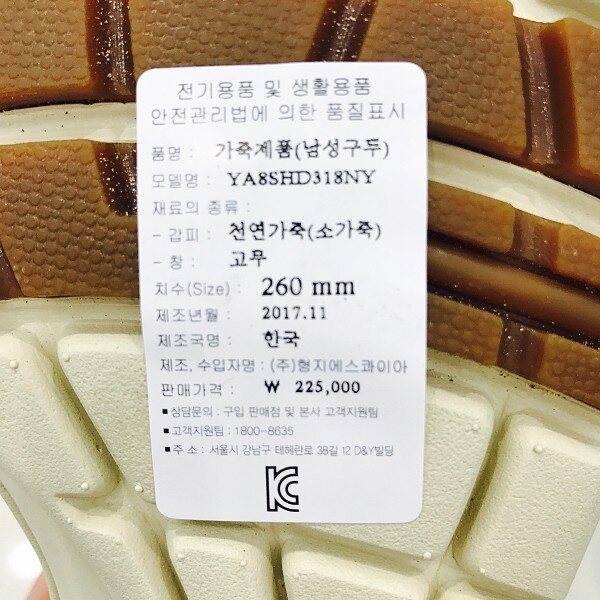 전기용품 및 생활용품
안전관리법에 의한 품질표시
품명 : 가죽제품(남성구두)
모델명 : YA8SHD318NY
재료의 종류 :
- 갑피 : 천연가죽(소가죽)
- 창 : 고무
치수(Size) : 260 mm
제조년월 : 2017.11
제조국명 : 한국
제조, 수입자명 : (주)형지에스콰이아
판매가격 : ₩ 225,000
■상담문의 : 구입 판매점 및 본사 고객지원팀
■고객지원팀 : 1800-8635
■주 소 : 서울시 강남구 테헤란로 38길 12 D&Y빌딩
KC